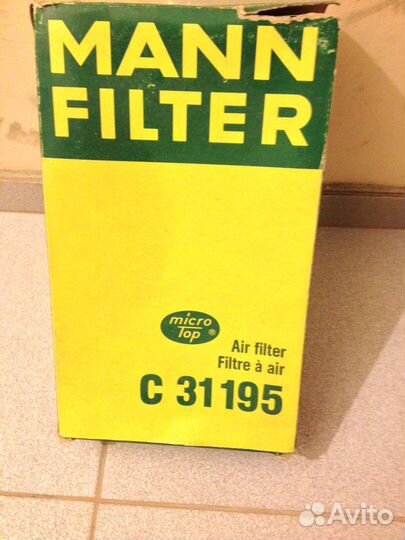 MANN
FILTER
micro
Top ®
Air filter
Filtre à air
C 31195
Avito